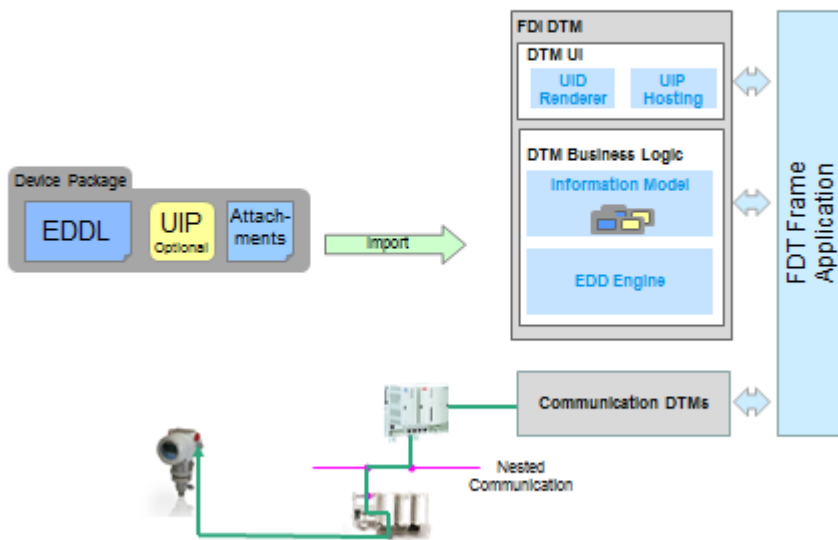 FDI DTM
DTM UI
UID
Renderer
UIP
Hosting
DTM Business Logic
Information Model
EDD Engine
FDT Frame
Application
Device Package
EDDL
UIP
Optional
Attach-
ments
Import
Communication DTMs
Nested
Communication